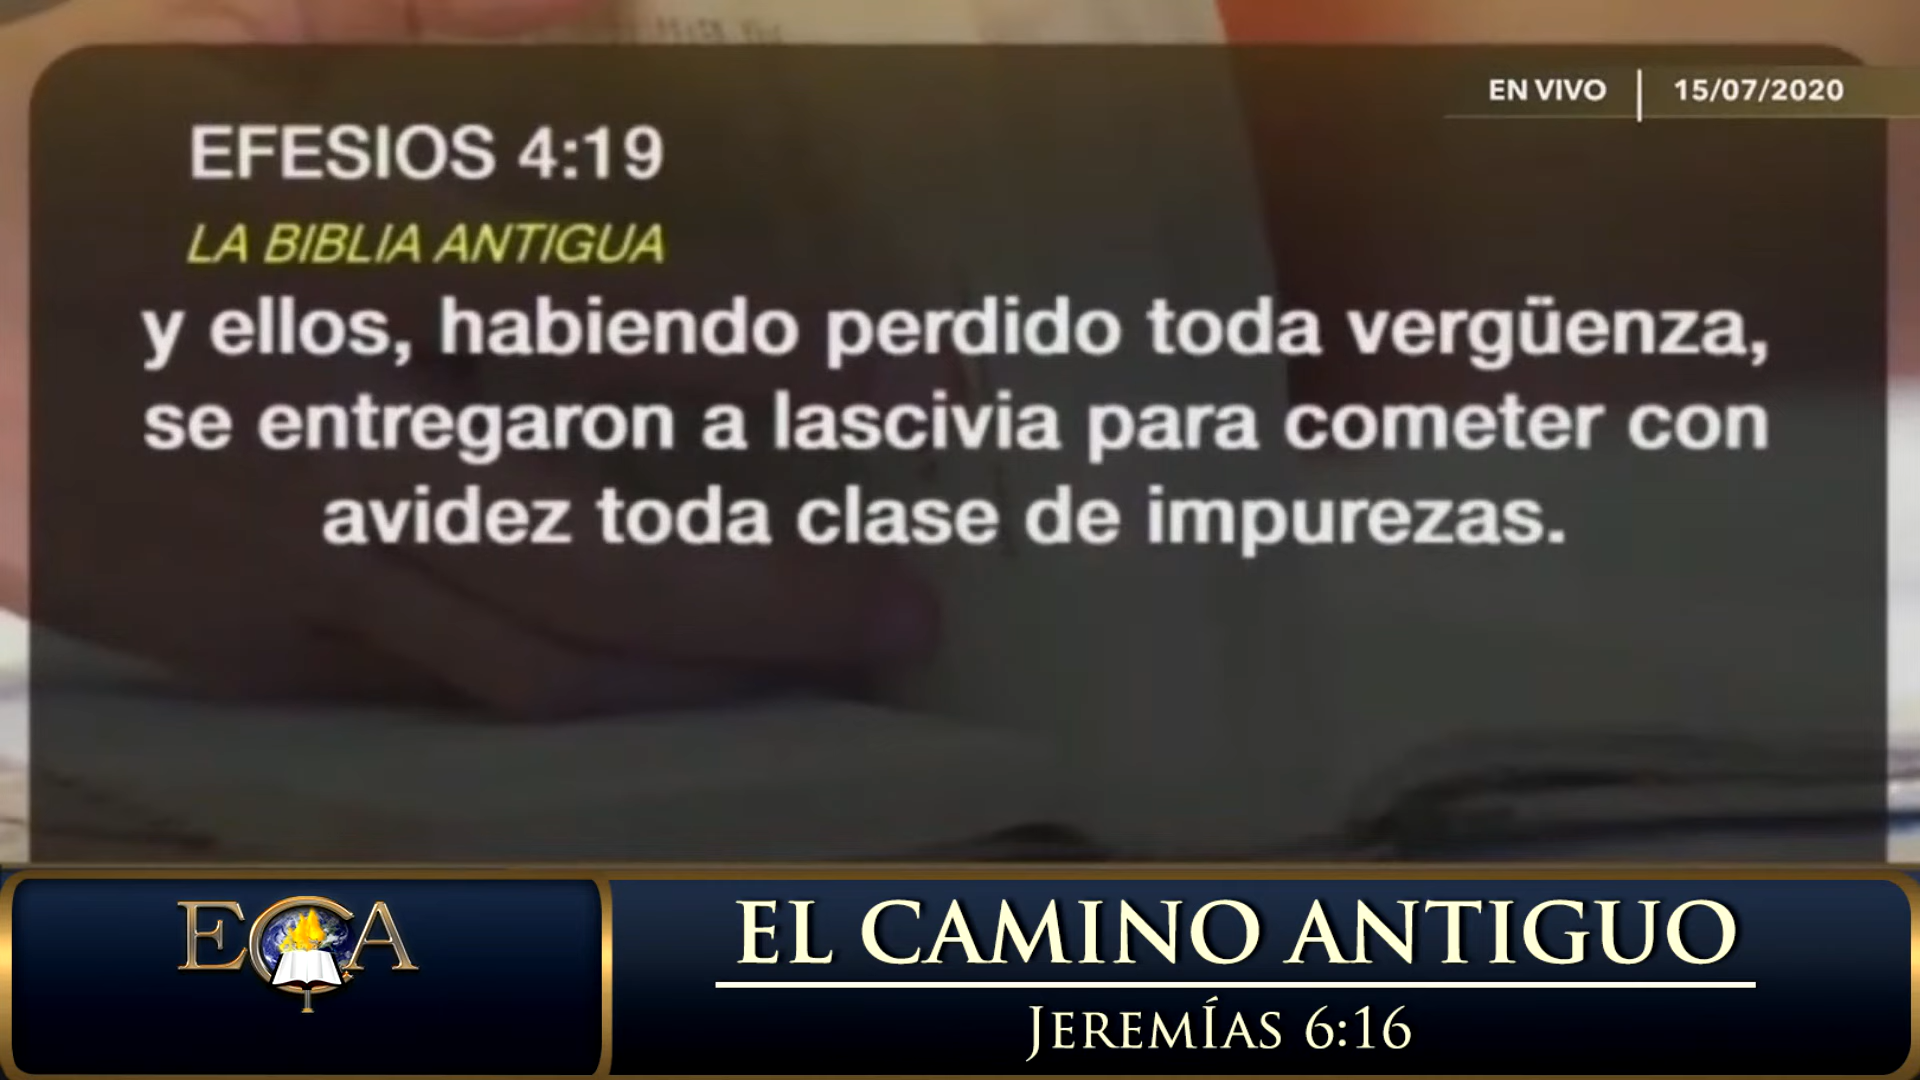 EN VIVO | 15/07/2020
EFESIOS 4:19
LA BIBLIA ANTIGUA
y ellos, habiendo perdido toda vergüenza,
se entregaron a lascivia para cometer con
avidez toda clase de impurezas.
ECA
EL CAMINO ANTIGUO
JEREMÍAS 6:16